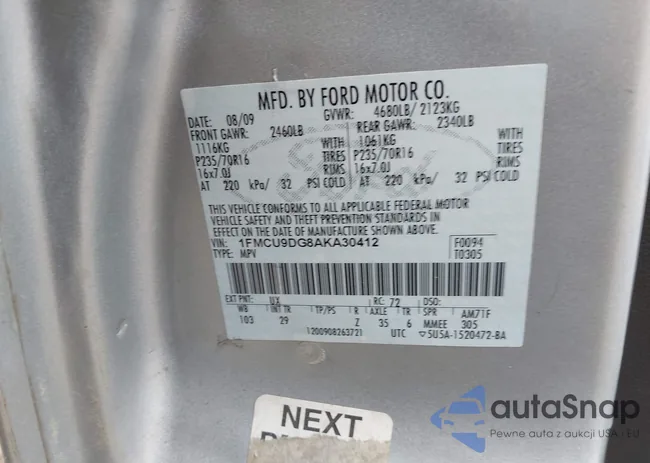 MFD. BY FORD MOTOR CO.
DATE: 08/09 GVWR: 4680LB/ 2123KG
FRONT GAWR: 2460LB REAR GAWR: 2340LB
1116KG WITH 1061KG WITH
P235/70R16 TIRES P235/70R16 TIRES
16x7.0J RIMS 16x7.0J RIMS
AT 220 kPa/ 32 PSI COLD AT 220 kPa/ 32 PSI COLD
THIS VEHICLE CONFORMS TO ALL APPLICABLE FEDERAL MOTOR
VEHICLE SAFETY AND THEFT PREVENTION STANDARDS IN
EFFECT ON THE DATE OF MANUFACTURE SHOWN ABOVE.
VIN: 1FMCU9DG8AKA30412 F0094
TYPE: MPV T0305
EXT PNT: UX RC: 72 DSO:
WB INT TR TP/PS R AXLE TR SPR AM71F
103 29 Z 35 6 MMEE 305
1200908263721 UTC ▽5U5A-1520472-BA
NEXT
autaSnap
Pewne auta z aukcji USA - EU